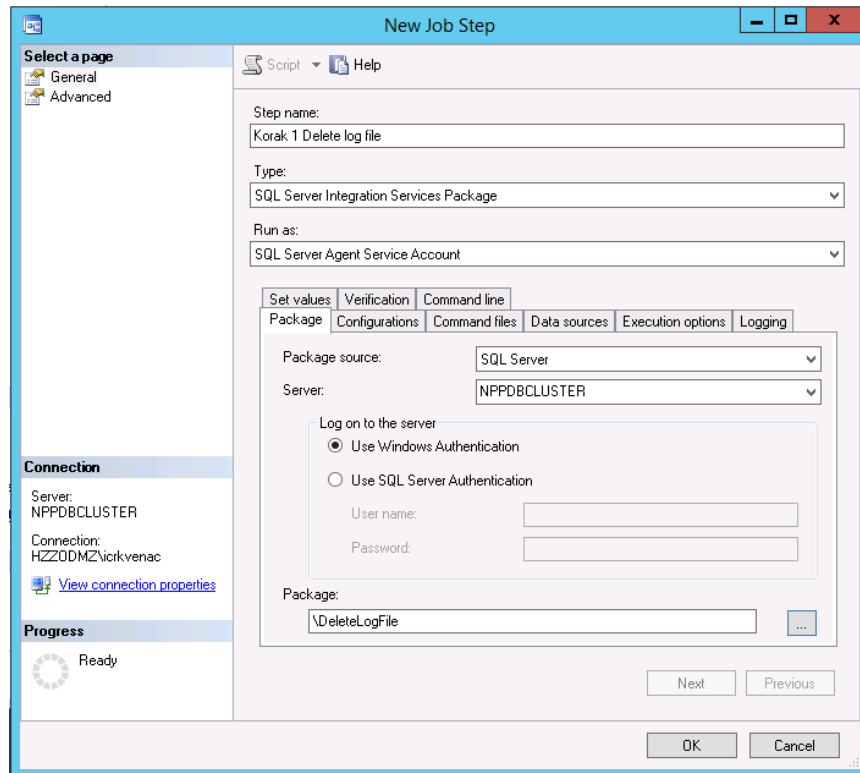 New Job Step
Select a page
General
Advanced
Script Help
Step name:
Korak 1 Delete log file
Type:
SQL Server Integration Services Package
Run as:
SQL Server Agent Service Account
Set values Verification Command line
Package Configurations Command files Data sources Execution options Logging
Package source: SQL Server
Server: NPPDBCLUSTER
Log on to the server
Use Windows Authentication
Use SQL Server Authentication
User name:
Password:
Package:
\DeleteLogFile
...
Connection
Server:
NPPDBCLUSTER
Connection:
HZZODMZ\icrkvenac
View connection properties
Progress
Ready
Next Previous
OK Cancel